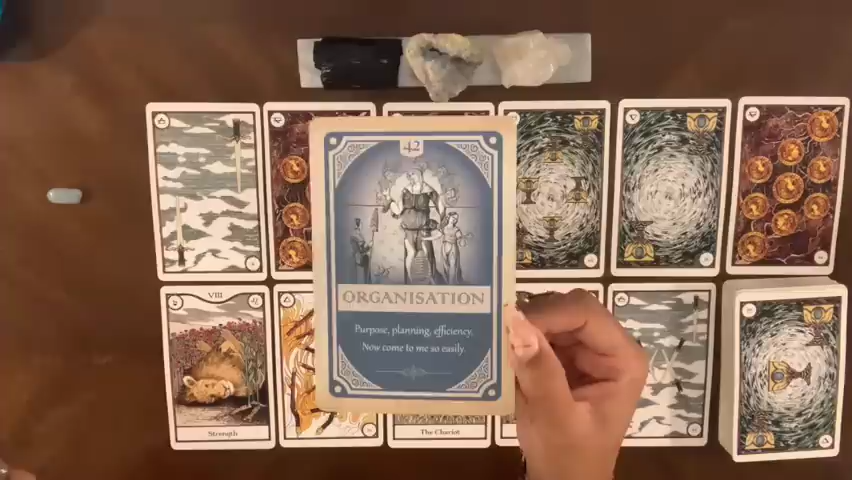 42
ORGANISATION
Purpose, planning, efficiency,
Now come to me so easily.
VIII
Strength
The Chariot